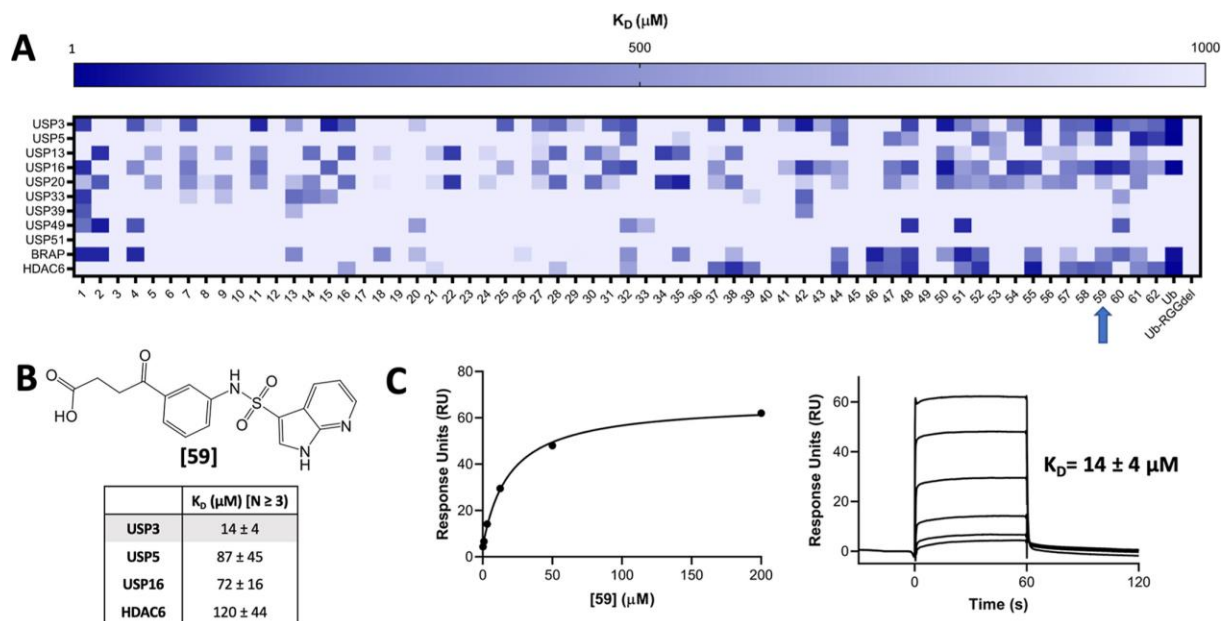 K_D (μM)
A
1 500 1000
USP3
USP5
USP13
USP16
USP20
USP33
USP39
USP49
USP51
BRAP
HDAC6
1 2 3 4 5 6 7 8 9 10 11 12 13 14 15 16 17 18 19 20 21 22 23 24 25 26 27 28 29 30 31 32 33 34 35 36 37 38 39 40 41 42 43 44 45 46 47 48 49 50 51 52 53 54 55 56 57 58 59 60 61 62 Ub Ub-RGGdel
B
O
O
HO
NH
O
S
O
N
N
H
[59]
K_D (μM) [N ≥ 3)
USP3 14 ± 4
USP5 87 ± 45
USP16 72 ± 16
HDAC6 120 ± 44
C
Response Units (RU)
80
60
40
20
0
0 50 100 150 200
[59] (μM)
Response Units (RU)
60
40
20
0
K_D= 14 ± 4 μM
0 60 120
Time (s)